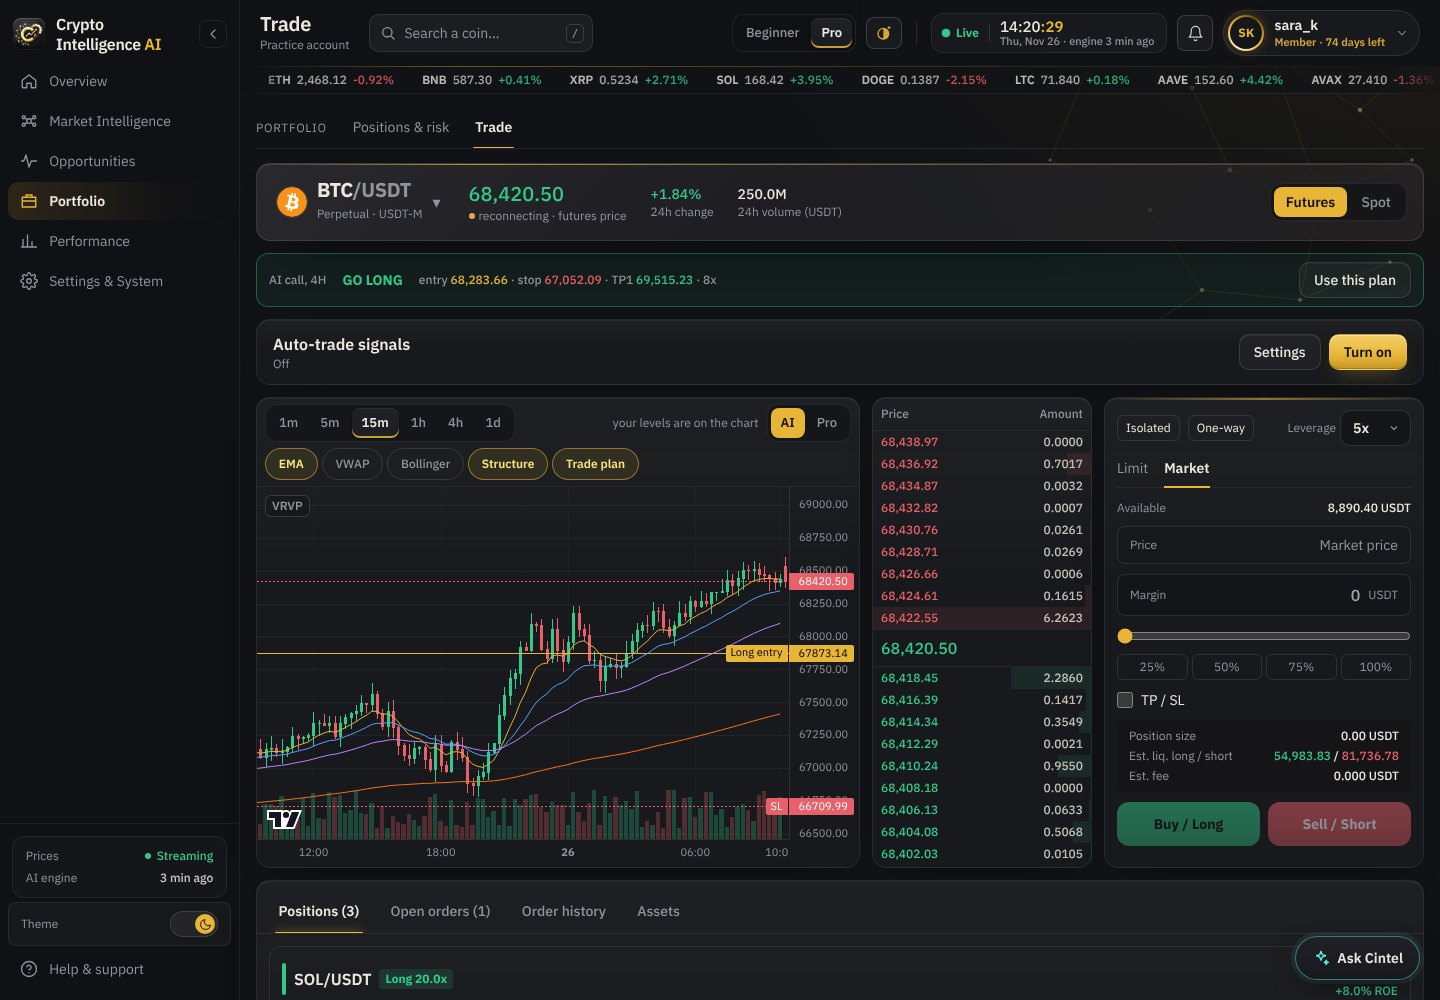 Crypto
Intelligence AI
Overview
Market Intelligence
Opportunities
Portfolio
Performance
Settings & System
Prices
Streaming
AI engine
3 min ago
Theme
Help & support
Trade
Practice account
Search a coin...
/
Beginner
Pro
Live
14:20:29
Thu, Nov 26 · engine 3 min ago
SK
sara_k
Member · 74 days left
ETH 2,468.12 -0.92%
BNB 587.30 +0.41%
XRP 0.5234 +2.71%
SOL 168.42 +3.95%
DOGE 0.1387 -2.15%
LTC 71.840 +0.18%
AAVE 152.60 +4.42%
AVAX 27.410 -1.36%
PORTFOLIO
Positions & risk
Trade
BTC/USDT
Perpetual · USDT-M
68,420.50
reconnecting · futures price
+1.84%
24h change
250.0M
24h volume (USDT)
Futures
Spot
AI call, 4H
GO LONG
entry 68,283.66 · stop 67,052.09 · TP1 69,515.23 · 8x
Use this plan
Auto-trade signals
Off
Settings
Turn on
1m
5m
15m
1h
4h
1d
your levels are on the chart
AI
Pro
EMA
VWAP
Bollinger
Structure
Trade plan
VRVP
69000.00
68750.00
68500.00
68420.50
68250.00
68000.00
Long entry
67873.14
67750.00
67500.00
67250.00
67000.00
SL
66709.99
66500.00
12:00
18:00
26
06:00
10:0
Price
Amount
68,438.97 0.0000
68,436.92 0.7017
68,434.87 0.0032
68,432.82 0.0007
68,430.76 0.0261
68,428.71 0.0269
68,426.66 0.0006
68,424.61 0.1615
68,422.55 6.2623
68,420.50
68,418.45 2.2860
68,416.39 0.1417
68,414.34 0.3549
68,412.29 0.0021
68,410.24 0.9550
68,408.18 0.0000
68,406.13 0.0633
68,404.08 0.5068
68,402.03 0.0105
Isolated
One-way
Leverage
5x
Limit
Market
Available
8,890.40 USDT
Price
Market price
Margin
0 USDT
25%
50%
75%
100%
TP / SL
Position size
0.00 USDT
Est. liq. long / short
54,983.83 / 81,736.78
Est. fee
0.000 USDT
Buy / Long
Sell / Short
Positions (3)
Open orders (1)
Order history
Assets
SOL/USDT
Long 20.0x
Ask Cintel
+8.0% ROE